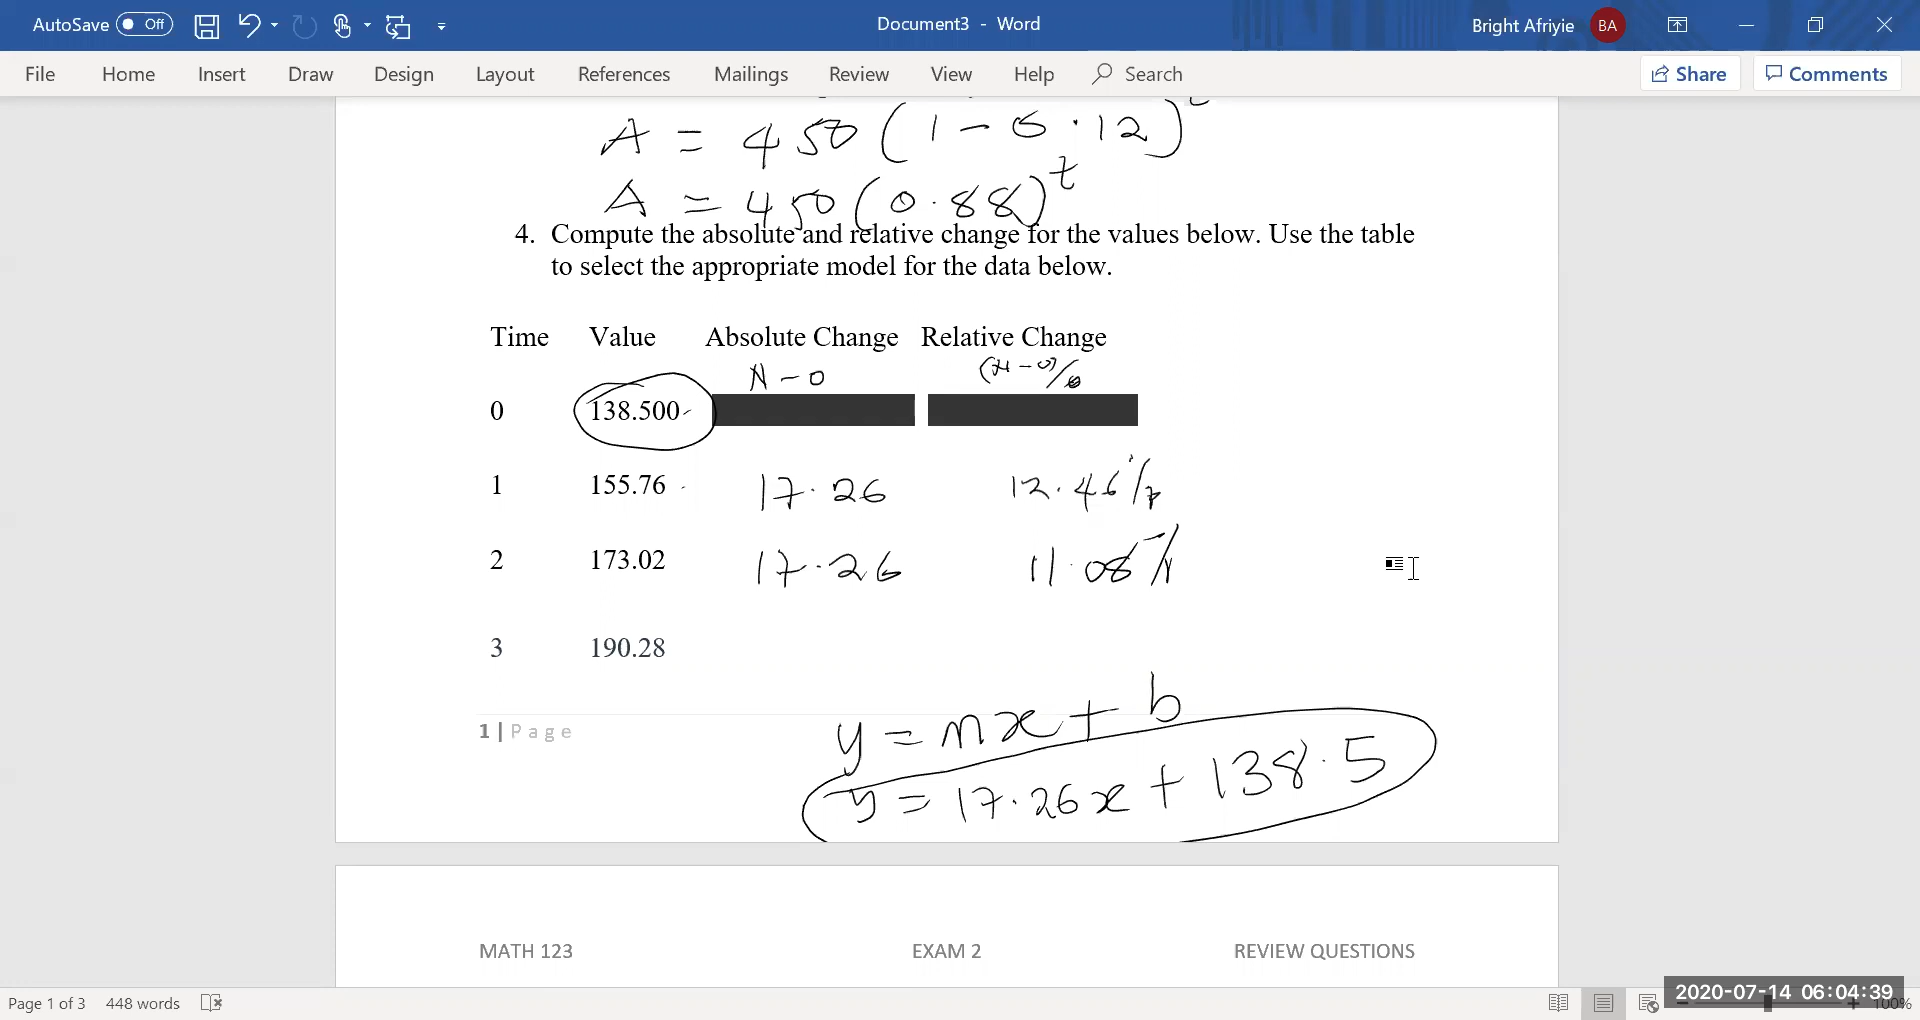 AutoSave Off Document3 - Word Bright Afriyie BA
File Home Insert Draw Design Layout References Mailings Review View Help Search Share Comments
A = 450 (1 - 0.12)
A = 450 (0.88)^t
4. Compute the absolute and relative change for the values below. Use the table
to select the appropriate model for the data below.
Time Value Absolute Change Relative Change
N - O (N - O)/O
0 138.500
1 155.76 17.26 12.46%
2 173.02 17.26 11.08%
3 190.28
y = mx + b
1 | Page
y = 17.26x + 138.5
MATH 123 EXAM 2 REVIEW QUESTIONS
Page 1 of 3 448 words 2020-07-14 06:04:39 100%